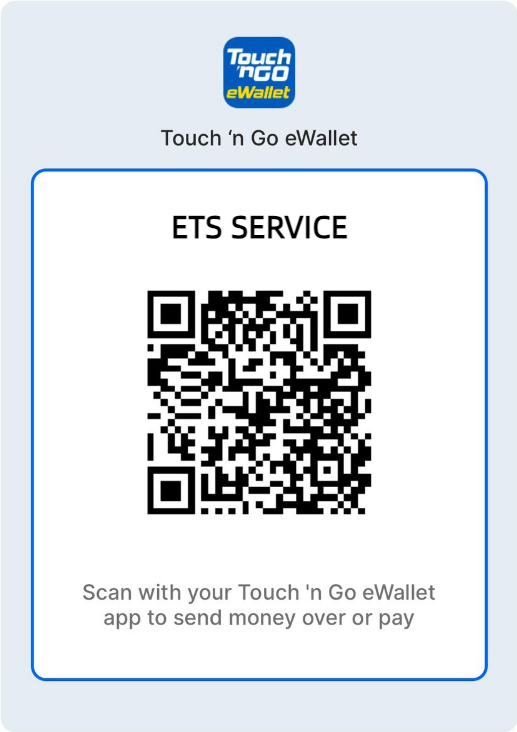 Touch
'nGO
eWallet
Touch ‘n Go eWallet
ETS SERVICE
Scan with your Touch 'n Go eWallet
app to send money over or pay